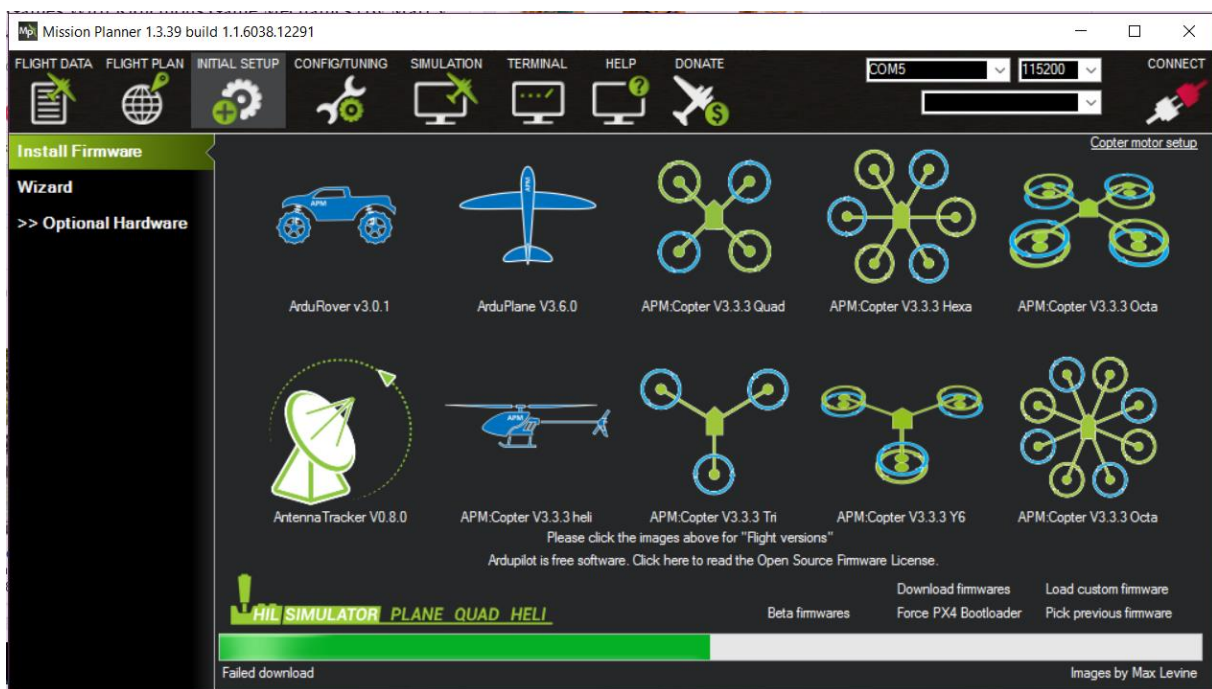 Mission Planner 1.3.39 build 1.1.6038.12291
FLIGHT DATA FLIGHT PLAN INITIAL SETUP CONFIG/TUNING SIMULATION TERMINAL HELP DONATE COM5 115200 CONNECT
Install Firmware
Wizard
>> Optional Hardware
Copter motor setup
APM
APM
ArduRover v3.0.1 ArduPlane V3.6.0 APM:Copter V3.3.3 Quad APM:Copter V3.3.3 Hexa APM:Copter V3.3.3 Octa
APM
AntennaTracker V0.8.0 APM:Copter V3.3.3 heli APM:Copter V3.3.3 Tri APM:Copter V3.3.3 Y6 APM:Copter V3.3.3 Octa
Please click the images above for "Flight versions"
Ardupilot is free software. Click here to read the Open Source Firmware License.
Download firmwares Load custom firmware
HIL SIMULATOR PLANE QUAD HELI Beta firmwares Force PX4 Bootloader Pick previous firmware
Failed download Images by Max Levine